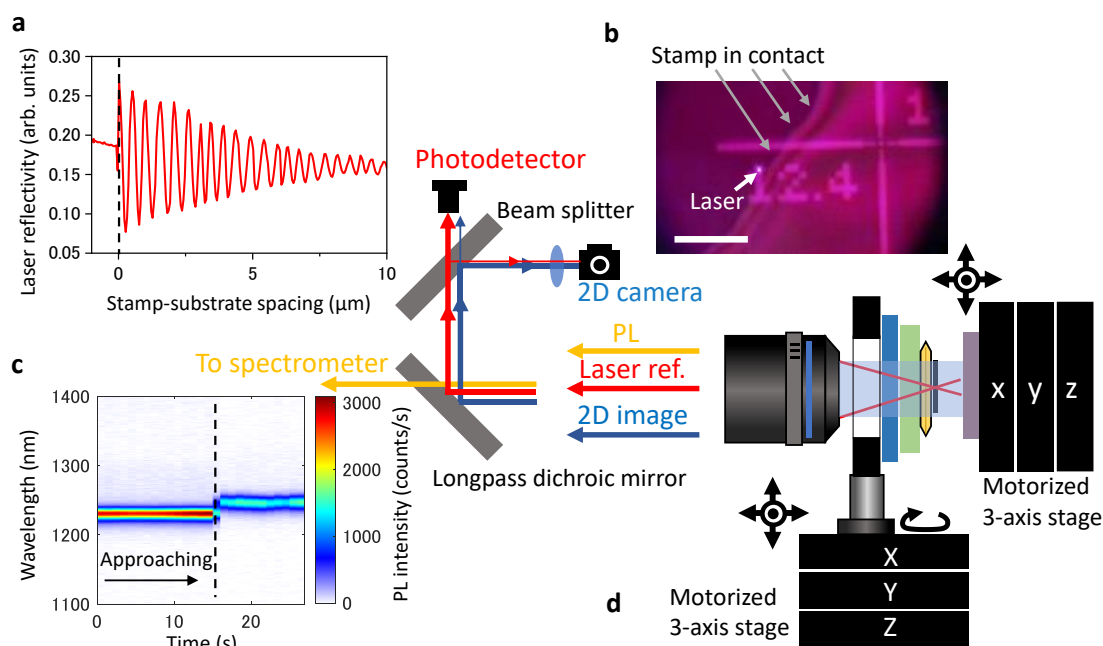 a
Laser reflectivity (arb. units)
0.30
0.25
0.20
0.15
0.10
0.05
0
5
10
Stamp-substrate spacing (µm)
b
Stamp in contact
1
12.4
Laser
Photodetector
Beam splitter
2D camera
PL
To spectrometer
Laser ref.
2D image
Longpass dichroic mirror
c
Wavelength (nm)
1400
1300
1200
1100
Approaching
0
10
20
Time (s)
3000
2000
1000
0
PL intensity (counts/s)
x y z
Motorized
3-axis stage
d
Motorized
3-axis stage
X
Y
Z